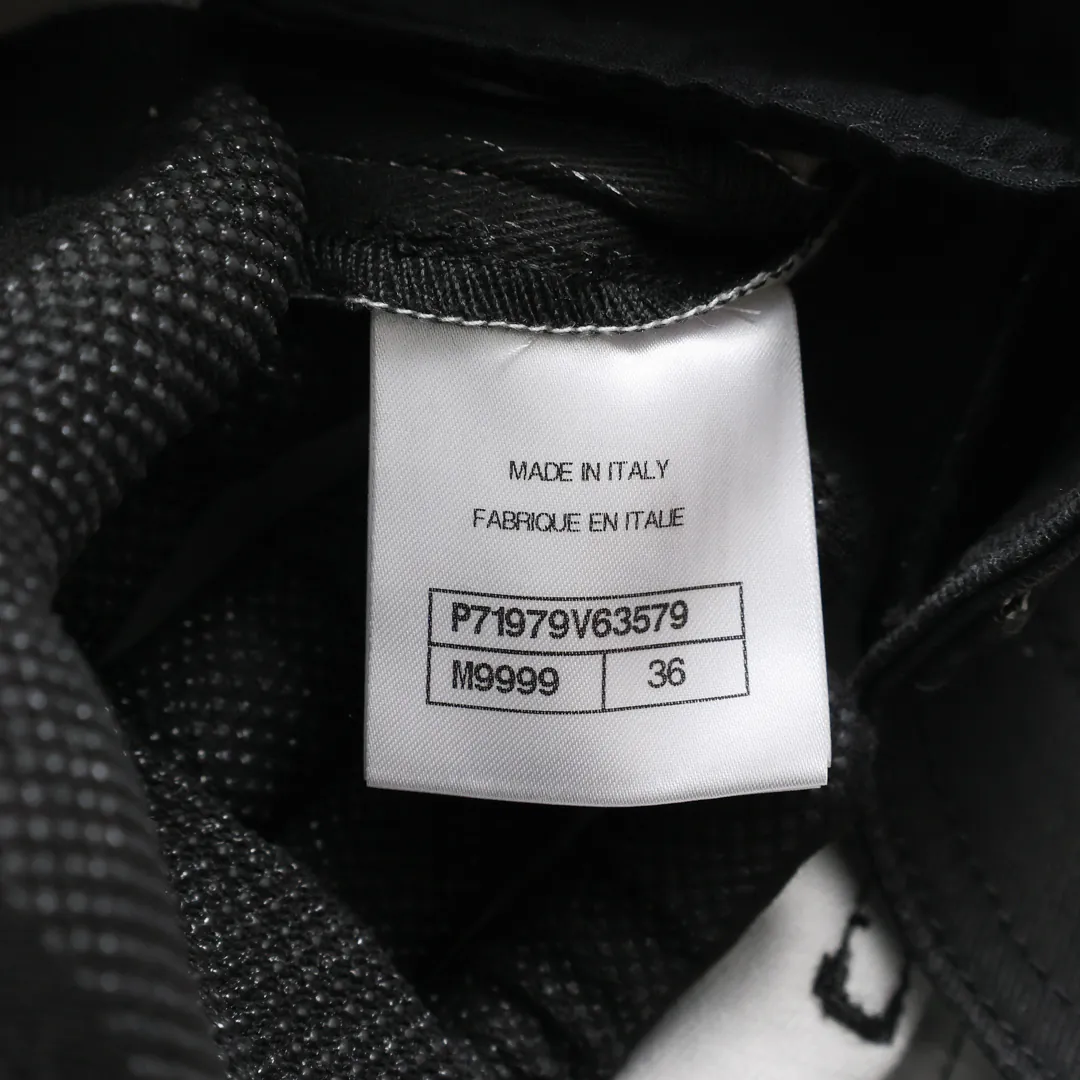 MADE IN ITALY
FABRIQUE EN ITALIE
P71979V63579
M9999 36